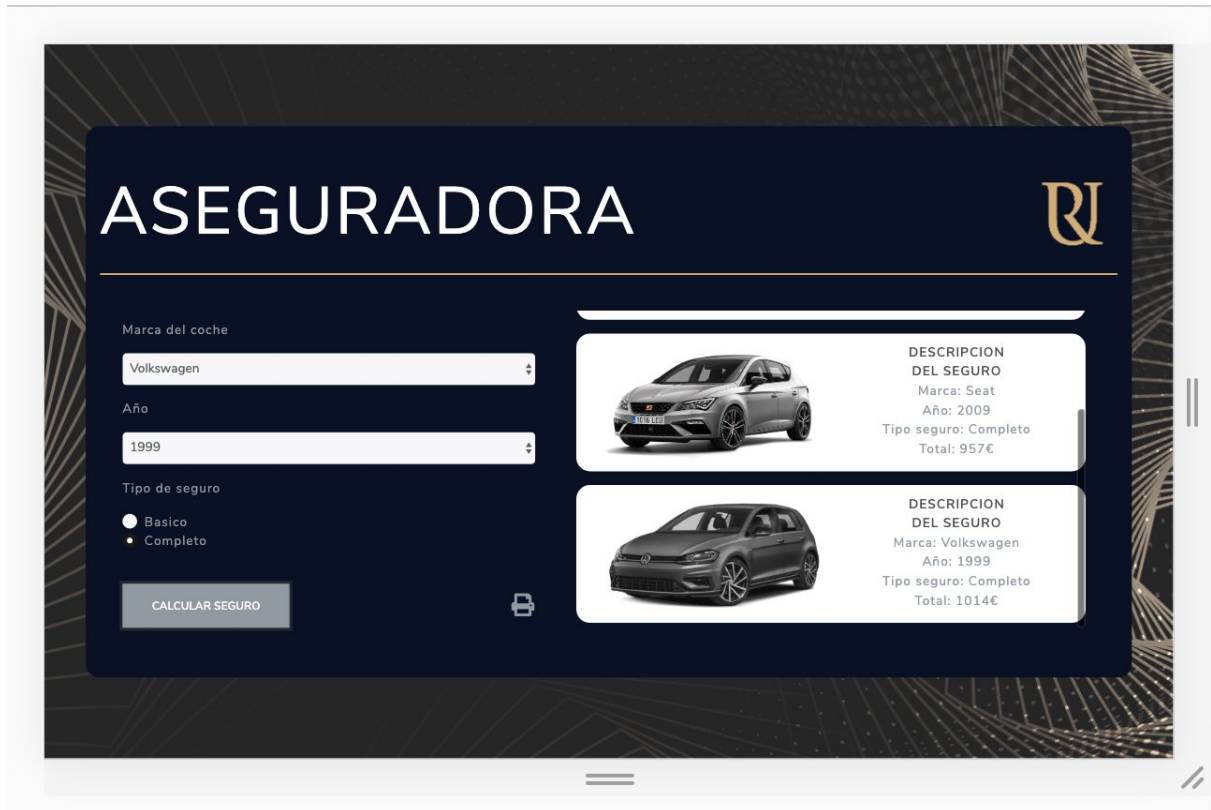 ASEGURADORA
RU
Marca del coche
Volkswagen
Año
1999
Tipo de seguro
Basico
Completo
CALCULAR SEGURO
DESCRIPCION
DEL SEGURO
Marca: Seat
Año: 2009
Tipo seguro: Completo
Total: 957€
DESCRIPCION
DEL SEGURO
Marca: Volkswagen
Año: 1999
Tipo seguro: Completo
Total: 1014€